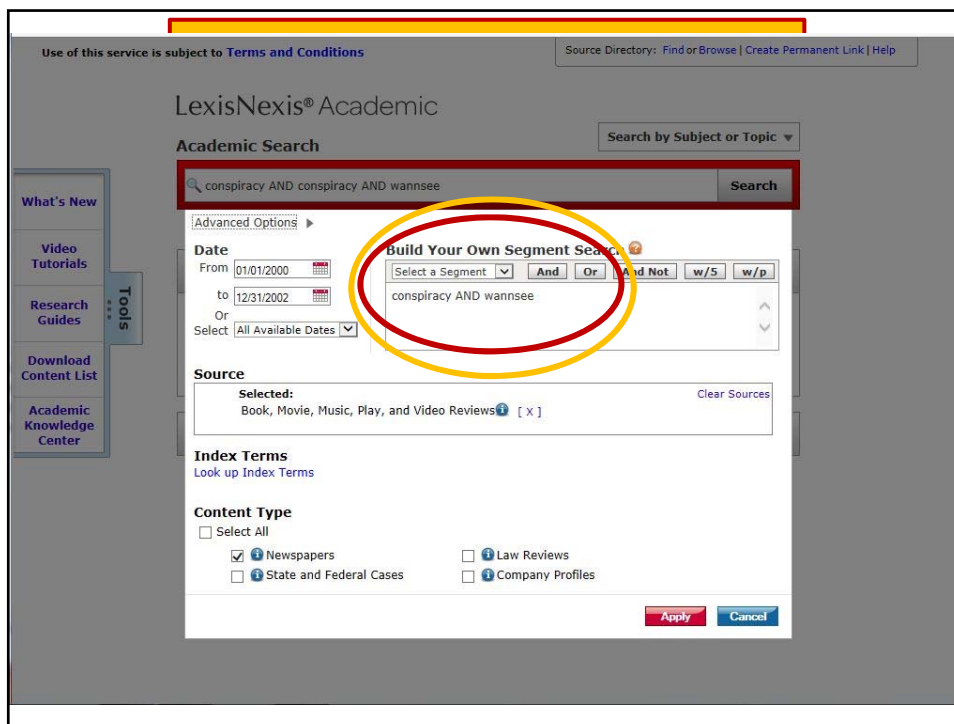 Use of this service is subject to Terms and Conditions
Source Directory: Find or Browse | Create Permanent Link | Help
LexisNexis® Academic
Search by Subject or Topic
Academic Search
conspiracy AND conspiracy AND wannsee
Search
What's New
Video Tutorials
Research Guides
Download Content List
Academic Knowledge Center
Tools
Advanced Options
Date
From 01/01/2000
to 12/31/2002
Or
Select All Available Dates
Build Your Own Segment Search ?
Select a Segment And Or And Not w/5 w/p
conspiracy AND wannsee
Source
Selected:
Clear Sources
Book, Movie, Music, Play, and Video Reviews [ X ]
Index Terms
Look up Index Terms
Content Type
Select All
Newspapers
Law Reviews
State and Federal Cases
Company Profiles
Apply
Cancel